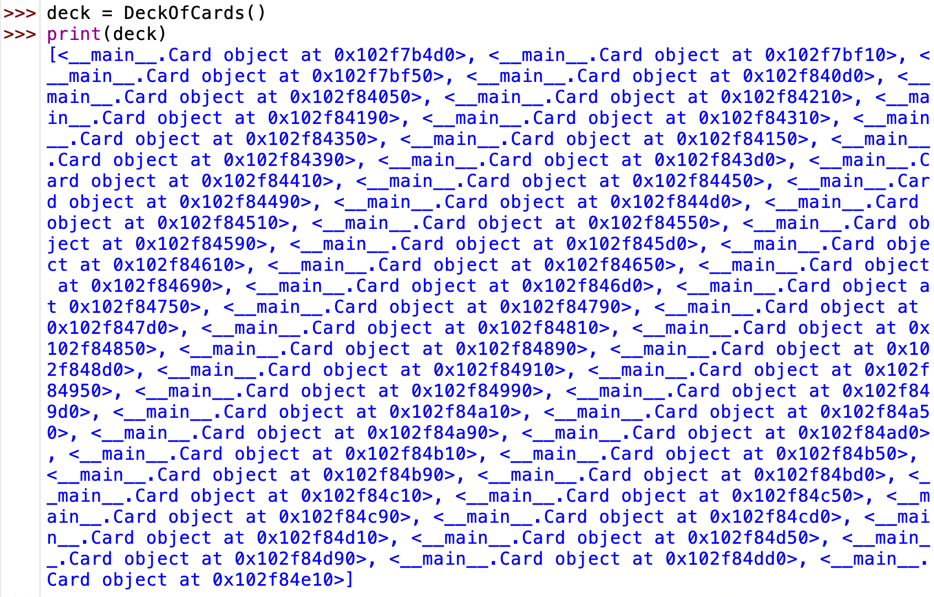 >>> deck = DeckOfCards()
>>> print(deck)
[<__main__.Card object at 0x102f7b4d0>, <__main__.Card object at 0x102f7bf10>, <
__main__.Card object at 0x102f7bf50>, <__main__.Card object at 0x102f840d0>, <__
main__.Card object at 0x102f84050>, <__main__.Card object at 0x102f84210>, <__ma
in__.Card object at 0x102f84190>, <__main__.Card object at 0x102f84310>, <__main
__.Card object at 0x102f84350>, <__main__.Card object at 0x102f84150>, <__main__
.Card object at 0x102f84390>, <__main__.Card object at 0x102f843d0>, <__main__.C
ard object at 0x102f84410>, <__main__.Card object at 0x102f84450>, <__main__.Car
d object at 0x102f84490>, <__main__.Card object at 0x102f844d0>, <__main__.Card 
object at 0x102f84510>, <__main__.Card object at 0x102f84550>, <__main__.Card ob
ject at 0x102f84590>, <__main__.Card object at 0x102f845d0>, <__main__.Card obje
ct at 0x102f84610>, <__main__.Card object at 0x102f84650>, <__main__.Card object
 at 0x102f84690>, <__main__.Card object at 0x102f846d0>, <__main__.Card object a
t 0x102f84750>, <__main__.Card object at 0x102f84790>, <__main__.Card object at 
0x102f847d0>, <__main__.Card object at 0x102f84810>, <__main__.Card object at 0x
102f84850>, <__main__.Card object at 0x102f84890>, <__main__.Card object at 0x10
2f848d0>, <__main__.Card object at 0x102f84910>, <__main__.Card object at 0x102f
84950>, <__main__.Card object at 0x102f84990>, <__main__.Card object at 0x102f84
9d0>, <__main__.Card object at 0x102f84a10>, <__main__.Card object at 0x102f84a5
0>, <__main__.Card object at 0x102f84a90>, <__main__.Card object at 0x102f84ad0>
, <__main__.Card object at 0x102f84b10>, <__main__.Card object at 0x102f84b50>, 
<__main__.Card object at 0x102f84b90>, <__main__.Card object at 0x102f84bd0>, <_
_main__.Card object at 0x102f84c10>, <__main__.Card object at 0x102f84c50>, <__m
ain__.Card object at 0x102f84c90>, <__main__.Card object at 0x102f84cd0>, <__mai
n__.Card object at 0x102f84d10>, <__main__.Card object at 0x102f84d50>, <__main_
_.Card object at 0x102f84d90>, <__main__.Card object at 0x102f84dd0>, <__main__.
Card object at 0x102f84e10>]